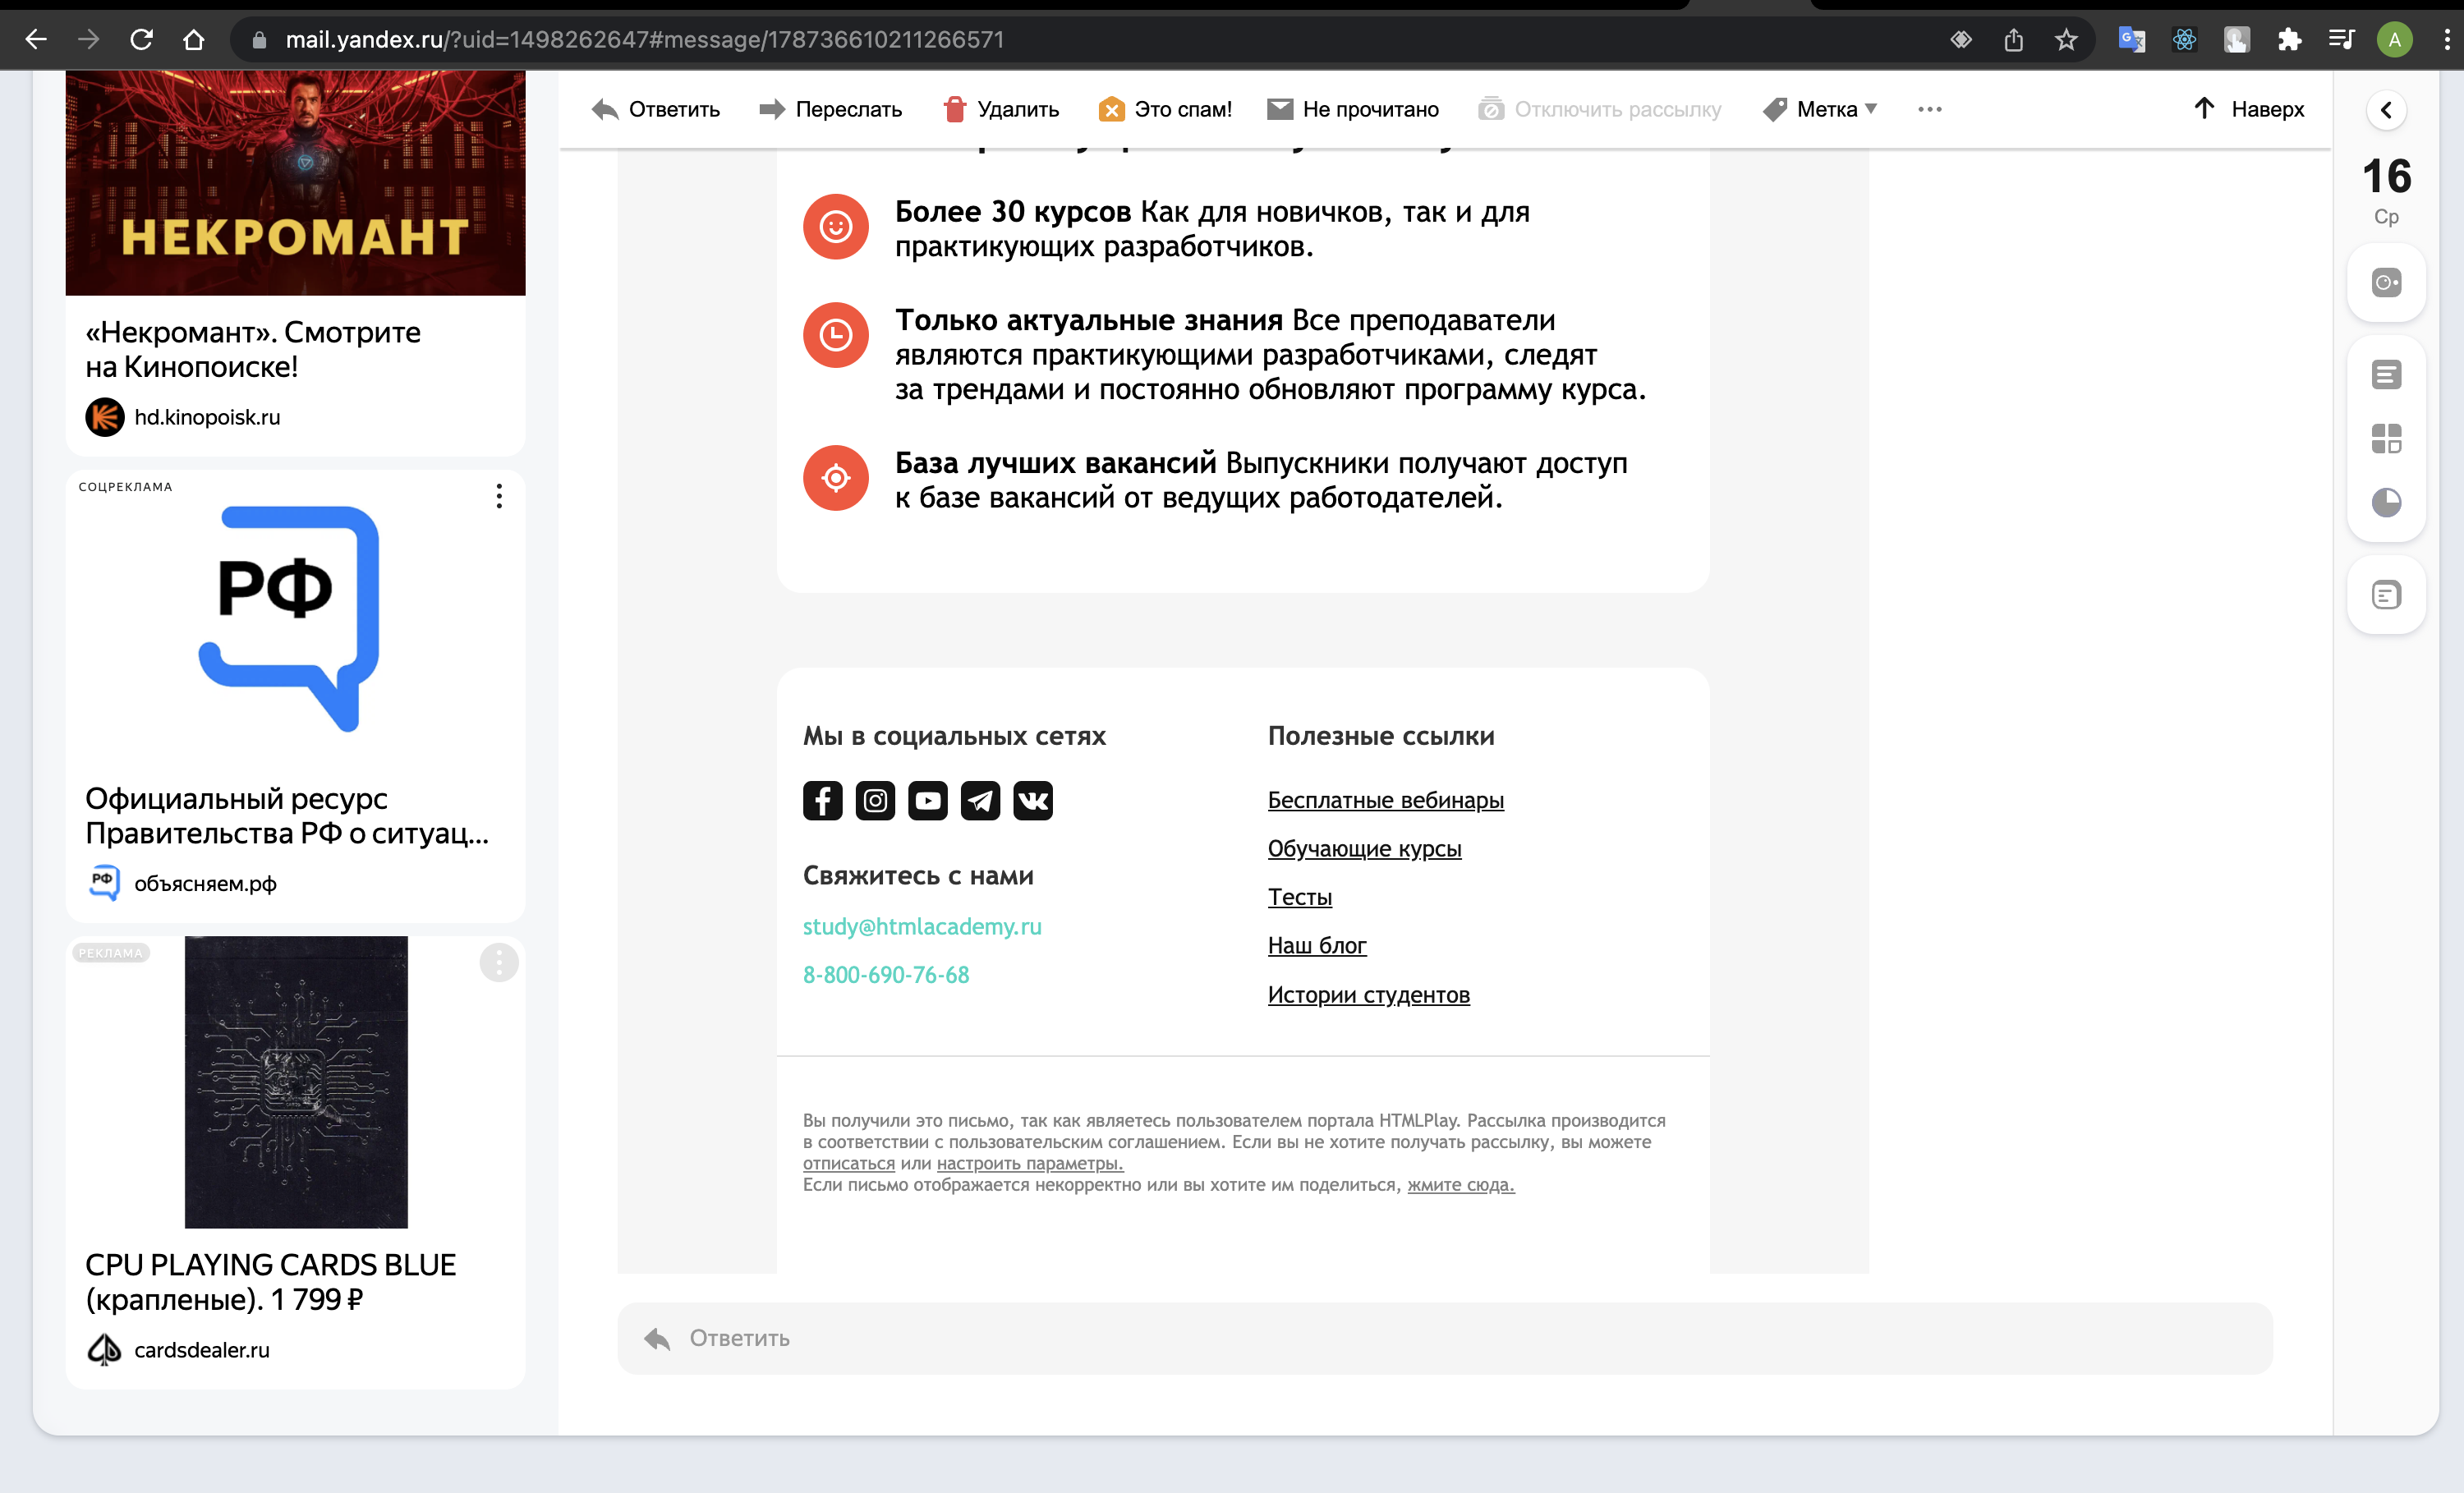 mail.yandex.ru/?uid=1498262647#message/178736610211266571
A
НЕКРОМАНТ
«Некромант». Смотрите
на Кинопоиске!
hd.kinopoisk.ru
СОЦРЕКЛАМА
РФ
Официальный ресурс
Правительства РФ о ситуац...
РФ
объясняем.рф
РЕКЛАМА
CPU PLAYING CARDS BLUE
(крапленые). 1 799 ₽
cardsdealer.ru
Ответить
Переслать
Удалить
Это спам!
Не прочитано
Отключить рассылку
Метка
Наверх
Более 30 курсов Как для новичков, так и для
практикующих разработчиков.
Только актуальные знания Все преподаватели
являются практикующими разработчиками, следят
за трендами и постоянно обновляют программу курса.
База лучших вакансий Выпускники получают доступ
к базе вакансий от ведущих работодателей.
Мы в социальных сетях
Свяжитесь с нами
study@htmlacademy.ru
8-800-690-76-68
Полезные ссылки
Бесплатные вебинары
Обучающие курсы
Тесты
Наш блог
Истории студентов
Вы получили это письмо, так как являетесь пользователем портала HTMLPlay. Рассылка производится
в соответствии с пользовательским соглашением. Если вы не хотите получать рассылку, вы можете
отписаться или настроить параметры.
Если письмо отображается некорректно или вы хотите им поделиться, жмите сюда.
Ответить
16
Ср